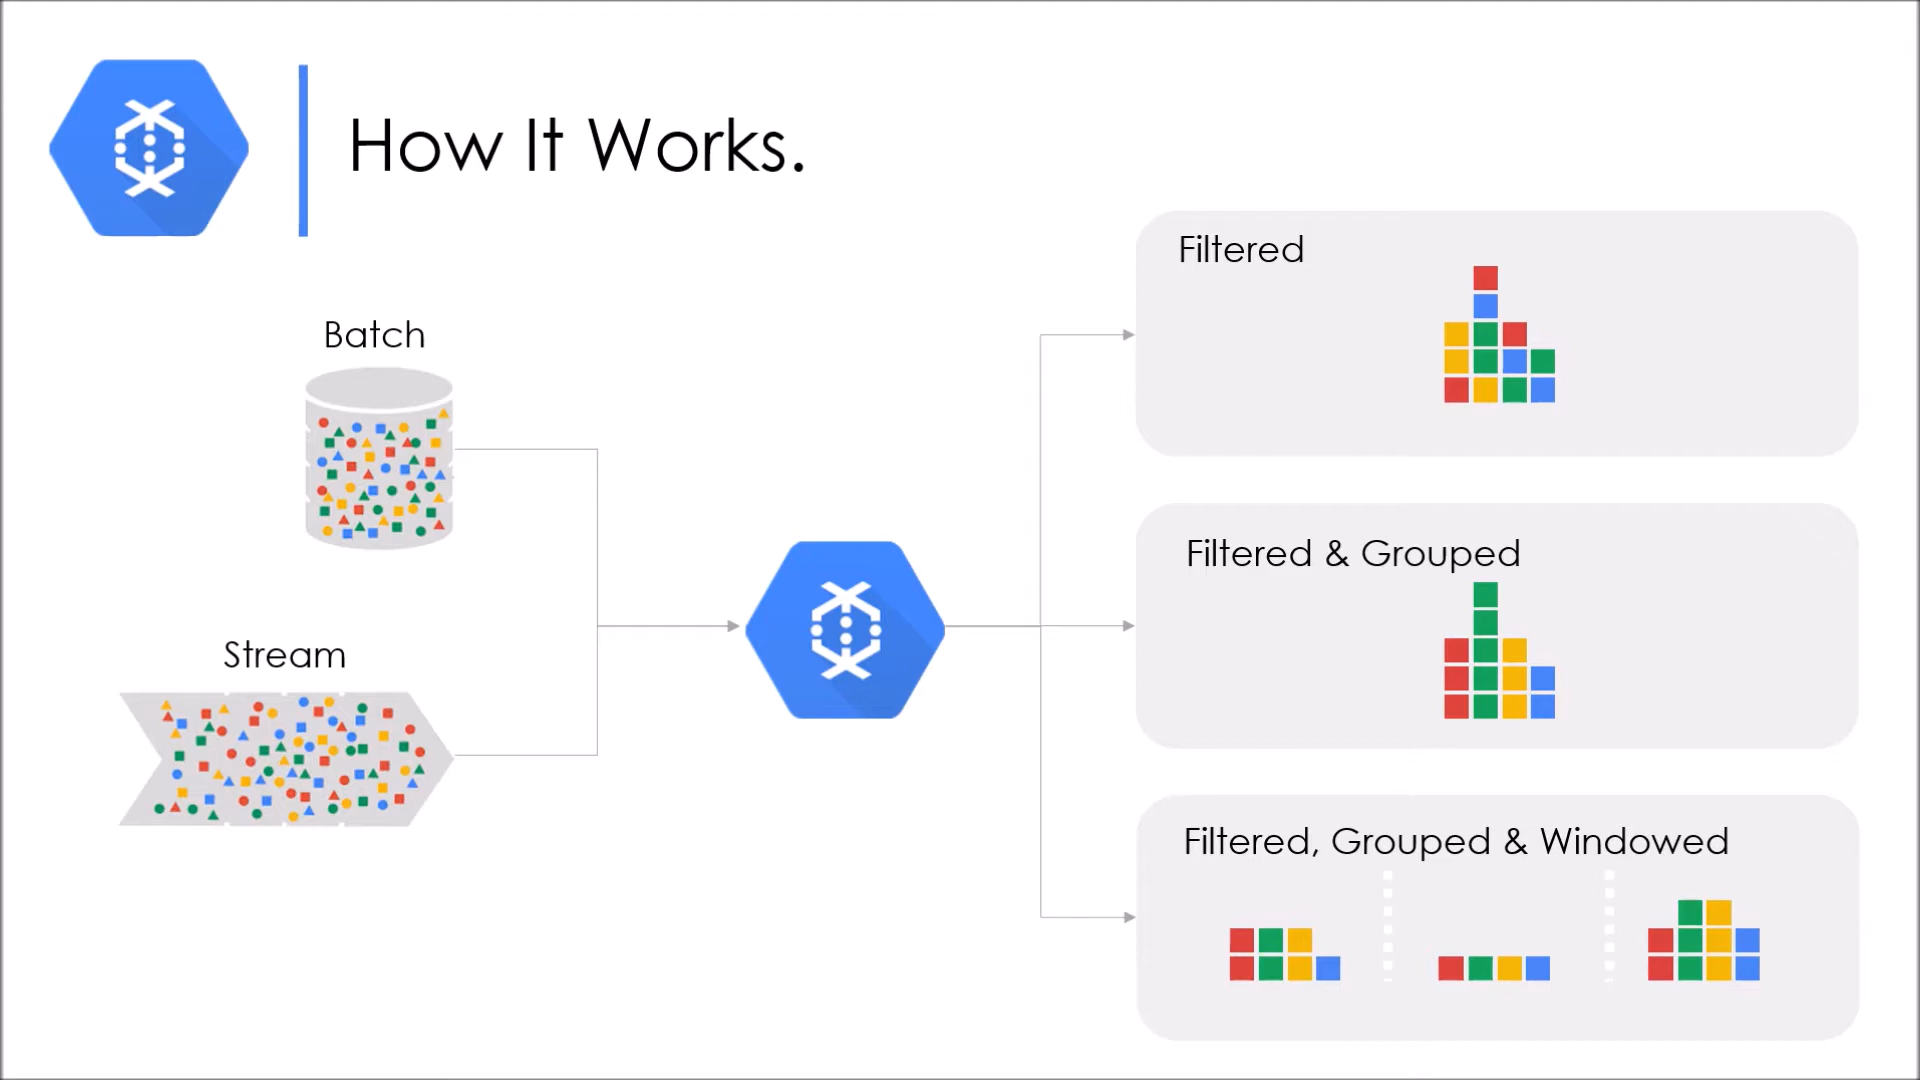 How It Works.
Batch
Stream
Filtered
Filtered & Grouped
Filtered, Grouped & Windowed